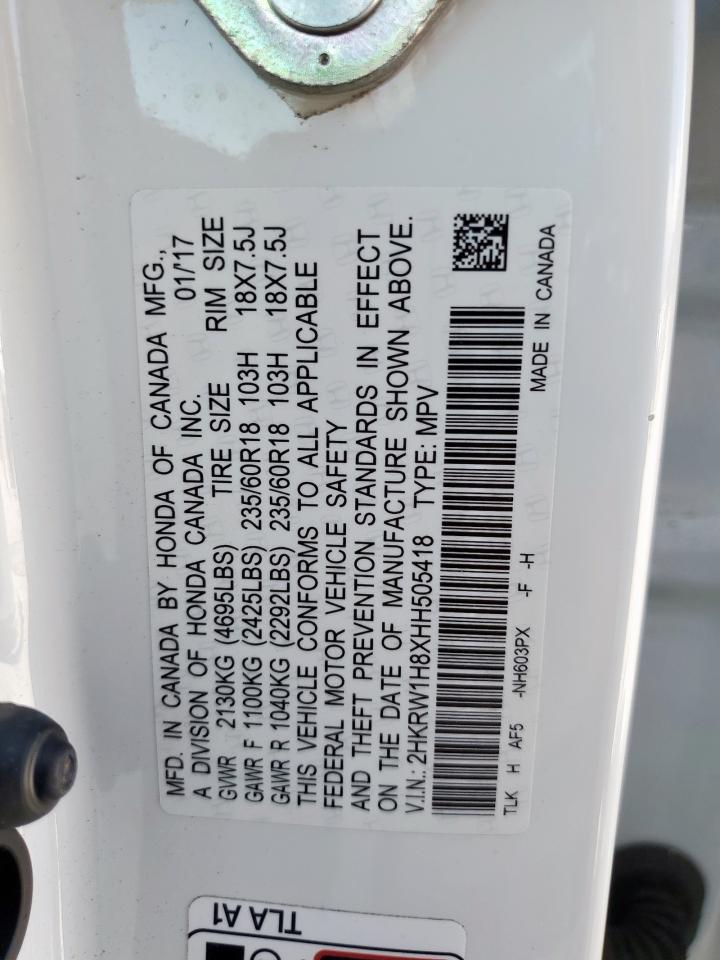 MFD. IN CANADA BY HONDA OF CANADA MFG.,
A DIVISION OF HONDA CANADA INC. 01/17
GVWR 2130KG (4695LBS) TIRE SIZE RIM SIZE
GAWR F 1100KG (2425LBS) 235/60R18 103H 18X7.5J
GAWR R 1040KG (2292LBS) 235/60R18 103H 18X7.5J
THIS VEHICLE CONFORMS TO ALL APPLICABLE
FEDERAL MOTOR VEHICLE SAFETY
AND THEFT PREVENTION STANDARDS IN EFFECT
ON THE DATE OF MANUFACTURE SHOWN ABOVE.
V.I.N.: 2HKRW1H8XHH505418 TYPE: MPV
TLK H AF5 -NH603PX -F -H
MADE IN CANADA
TLA A1